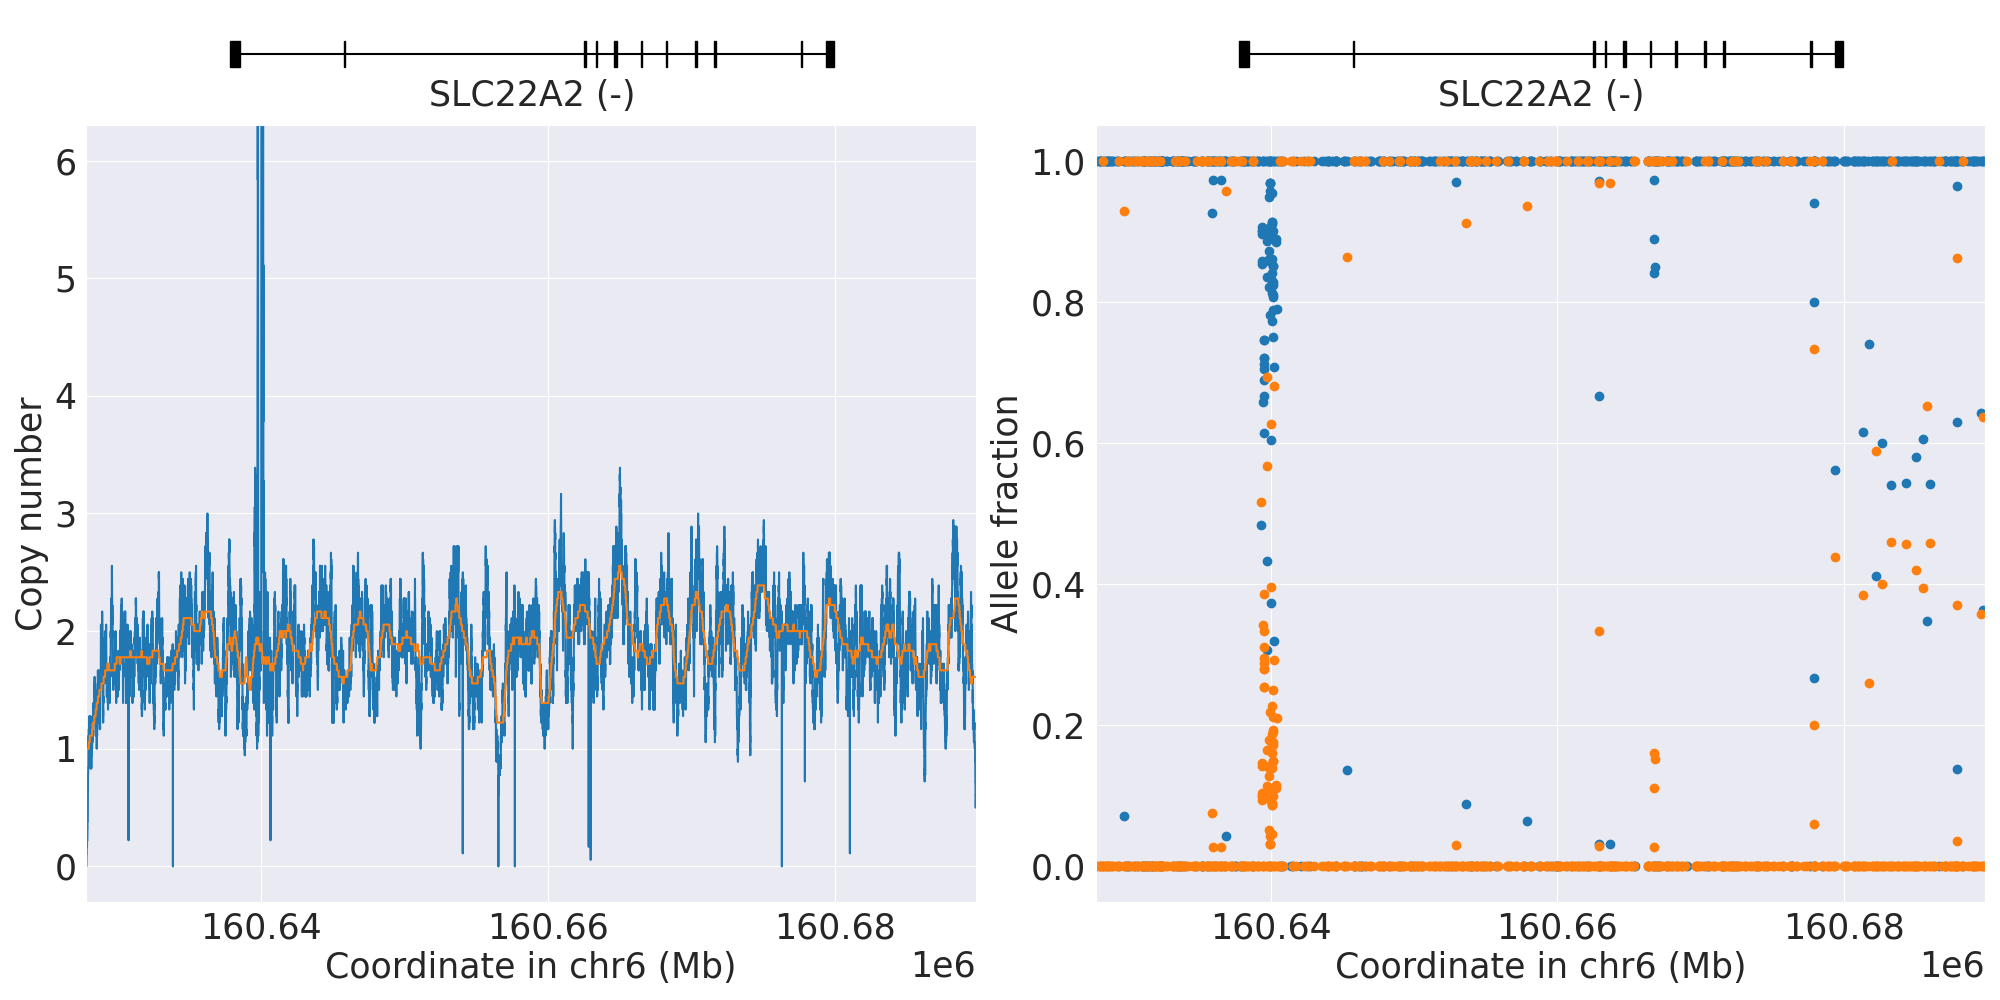 SLC22A2 (-)
6
5
4
3
2
1
0
Copy number
160.64 160.66 160.68
Coordinate in chr6 (Mb) 1e6
SLC22A2 (-)
1.0
0.8
0.6
0.4
0.2
0.0
Allele fraction
160.64 160.66 160.68
Coordinate in chr6 (Mb) 1e6